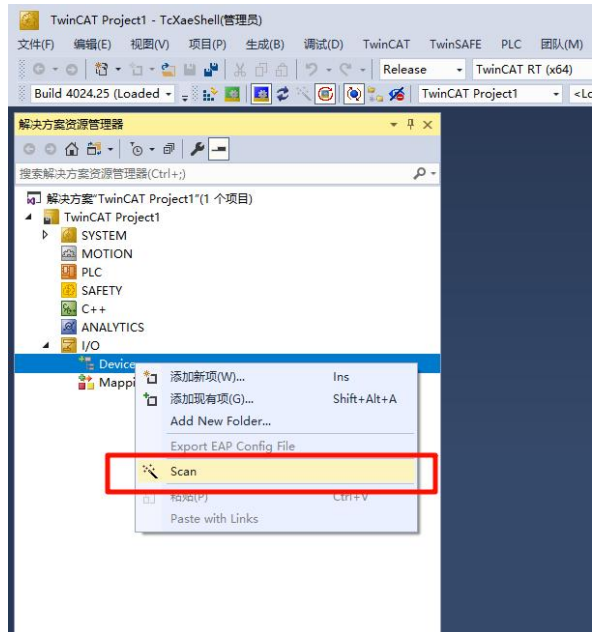 TwinCAT Project1 - TcXaeShell(管理员)
文件(F) 编辑(E) 视图(V) 项目(P) 生成(B) 调试(D) TwinCAT TwinSAFE PLC 团队(M)
Release TwinCAT RT (x64)
Build 4024.25 (Loaded TwinCAT Project1 <Lo
解决方案资源管理器
搜索解决方案资源管理器(Ctrl+;)
解决方案"TwinCAT Project1"(1 个项目)
TwinCAT Project1
SYSTEM
MOTION
PLC
SAFETY
C++
ANALYTICS
I/O
Device
Mappi
添加新项(W)... Ins
添加现有项(G)... Shift+Alt+A
Add New Folder...
Export EAP Config File
Scan
粘贴(P) Ctrl+V
Paste with Links